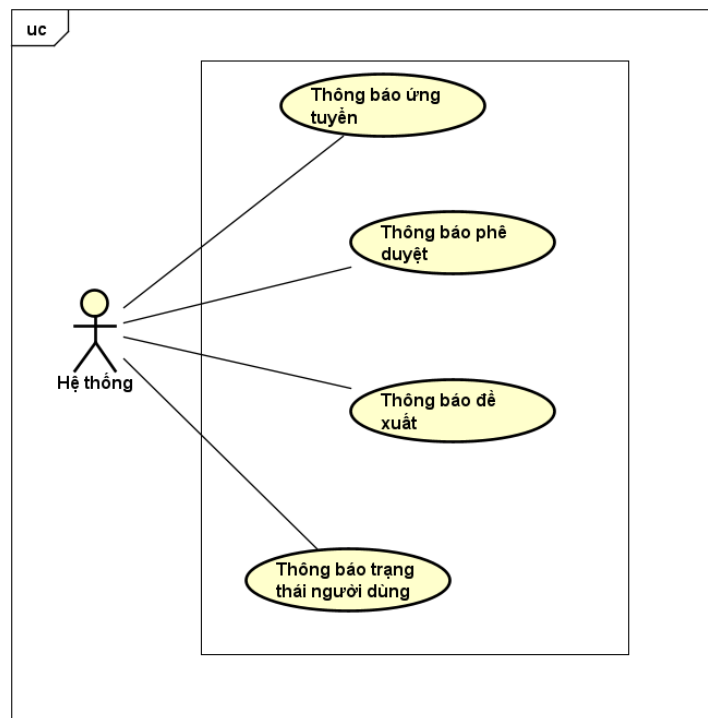 uc
Thông báo ứng
tuyển
Thông báo phê
duyệt
Hệ thống
Thông báo đề
xuất
Thông báo trạng
thái người dùng